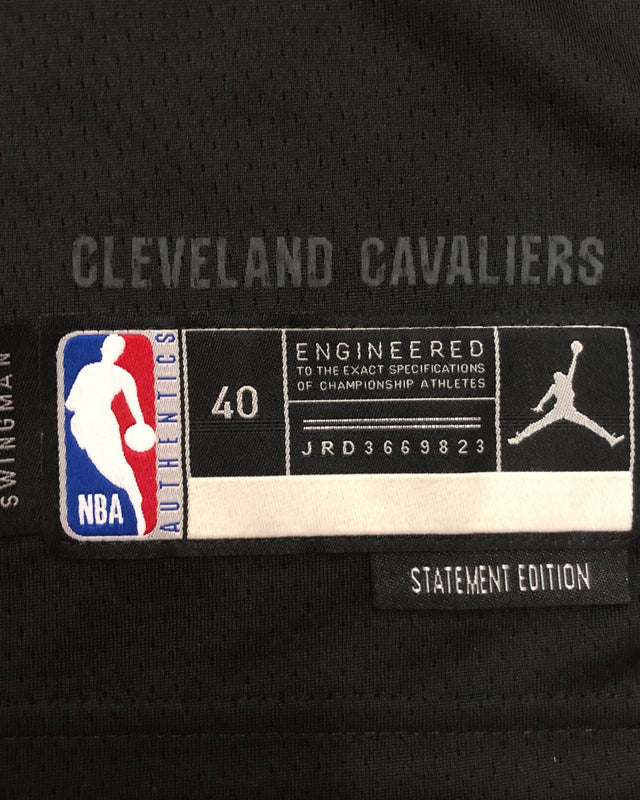 CLEVELAND CAVALIERS
SWINGMAN
NBA
AUTHENTICS
40
ENGINEERED
TO THE EXACT SPECIFICATIONS
OF CHAMPIONSHIP ATHLETES
JRD3669823
STATEMENT EDITION